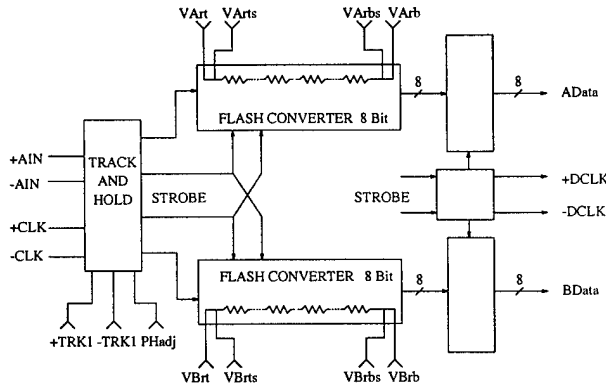 VArt VArts VArbs VArb
8 8
FLASH CONVERTER 8 Bit
AData
+AIN
-AIN
TRACK
AND
HOLD
STROBE
STROBE
+DCLK
-DCLK
+CLK
-CLK
FLASH CONVERTER 8 Bit
8 8
BData
+TRK1 -TRK1 PHadj
VBrt VBrts VBrbs VBrb